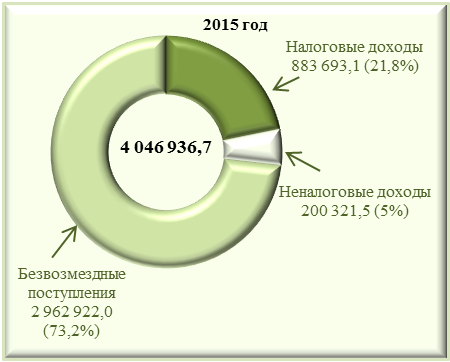 2015 год
Налоговые доходы
883 693,1 (21,8%)
4 046 936,7
Неналоговые доходы
200 321,5 (5%)
Безвозмездные
поступления
2 962 922,0
(73,2%)